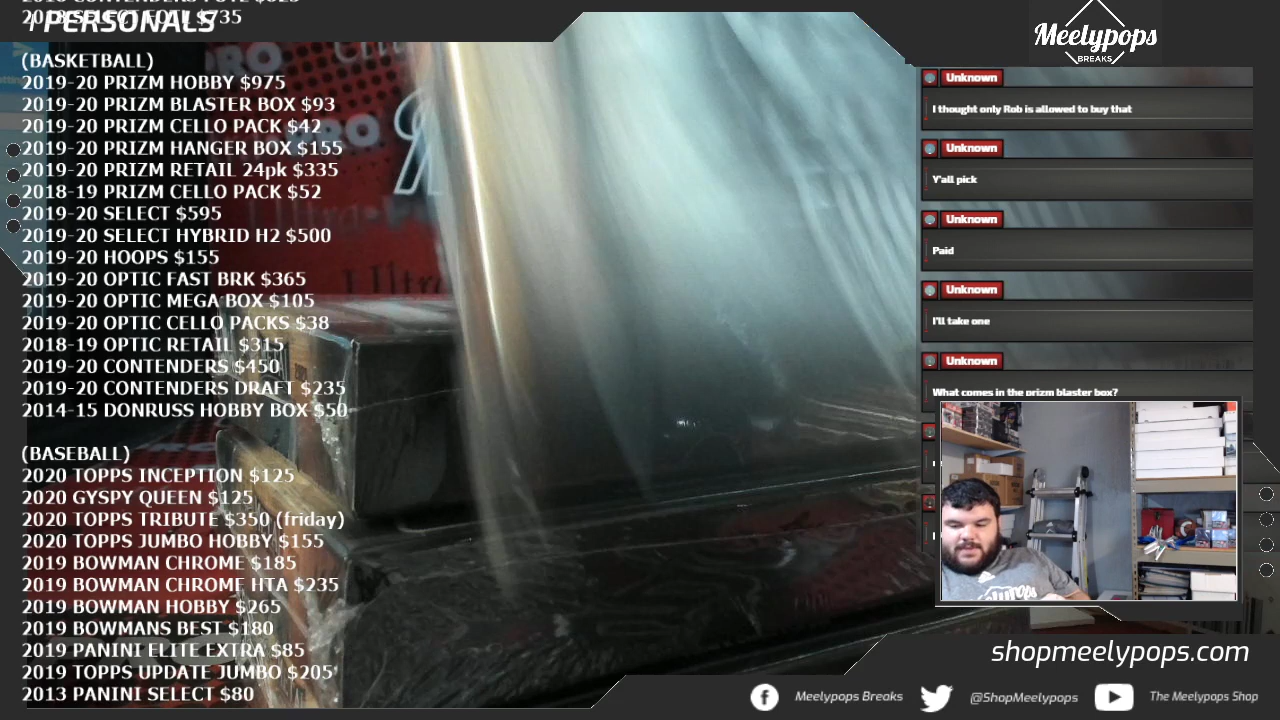 2018 SELECT FOTL $735
/ PERSONALS
(BASKETBALL)
2019-20 PRIZM HOBBY $975
2019-20 PRIZM BLASTER BOX $93
2019-20 PRIZM CELLO PACK $42
2019-20 PRIZM HANGER BOX $155
2019-20 PRIZM RETAIL 24pk $335
2018-19 PRIZM CELLO PACK $52
2019-20 SELECT $595
2019-20 SELECT HYBRID H2 $500
2019-20 HOOPS $155
2019-20 OPTIC FAST BRK $365
2019-20 OPTIC MEGA BOX $105
2019-20 OPTIC CELLO PACKS $38
2018-19 OPTIC RETAIL $315
2019-20 CONTENDERS $450
2019-20 CONTENDERS DRAFT $235
2014-15 DONRUSS HOBBY BOX $50
(BASEBALL)
2020 TOPPS INCEPTION $125
2020 GYSPY QUEEN $125
2020 TOPPS TRIBUTE $350 (friday)
2020 TOPPS JUMBO HOBBY $155
2019 BOWMAN CHROME $185
2019 BOWMAN CHROME HTA $235
2019 BOWMAN HOBBY $265
2019 BOWMANS BEST $180
2019 PANINI ELITE EXTRA $85
2019 TOPPS UPDATE JUMBO $205
2013 PANINI SELECT $80
PRO
Ultra
Meelypops
BREAKS
Unknown
I thought only Rob is allowed to buy that
Unknown
Y'all pick
Unknown
Paid
Unknown
I'll take one
Unknown
What comes in the prizm blaster box?
shopmeelypops.com
Meelypops Breaks
@ShopMeelypops
The Meelypops Shop